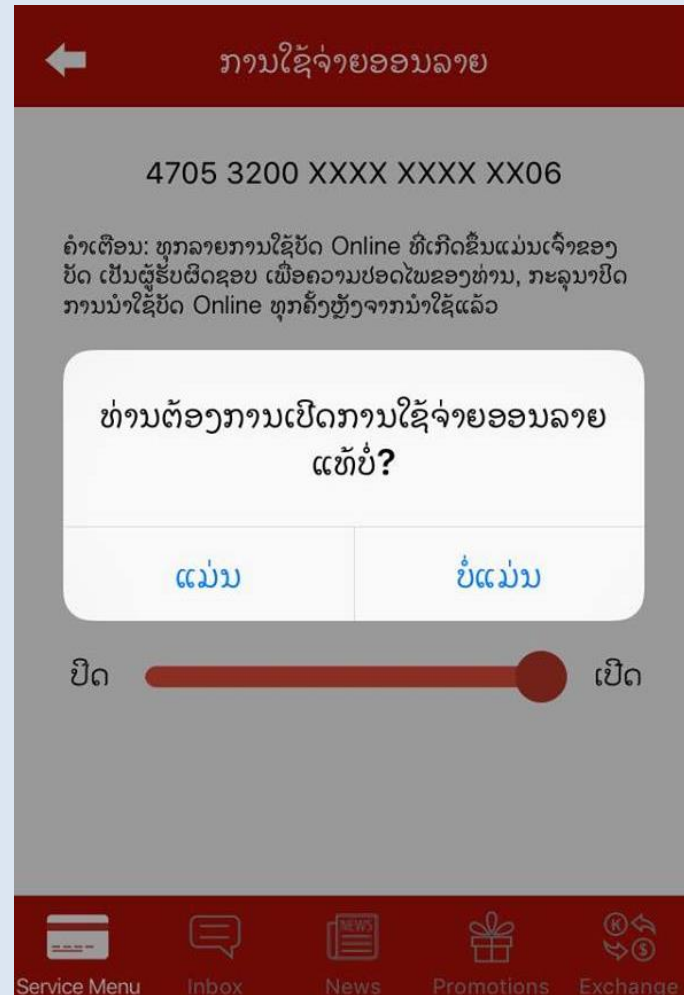 ການໃຊ້ຈ່າຍອອນລາຍ
4705 3200 XXXX XXXX XX06
ຄຳເຕືອນ: ທຸກລາຍການໃຊ້ບັດ Online ທີ່ເກີດຂຶ້ນແມ່ນເຈົ້າຂອງ
ບັດ ເປັນຜູ້ຮັບຜິດຊອບ ເພື່ອຄວາມປອດໄພຂອງທ່ານ, ກະລຸນາປິດ
ການນຳໃຊ້ບັດ Online ທຸກຄັ້ງຫຼັງຈາກນຳໃຊ້ແລ້ວ
ທ່ານຕ້ອງການເປີດການໃຊ້ຈ່າຍອອນລາຍ
ແທ້ບໍ່?
ແມ່ນ ບໍ່ແມ່ນ
ປິດ ເປີດ
NEWS K $
Service Menu Inbox News Promotions Exchange